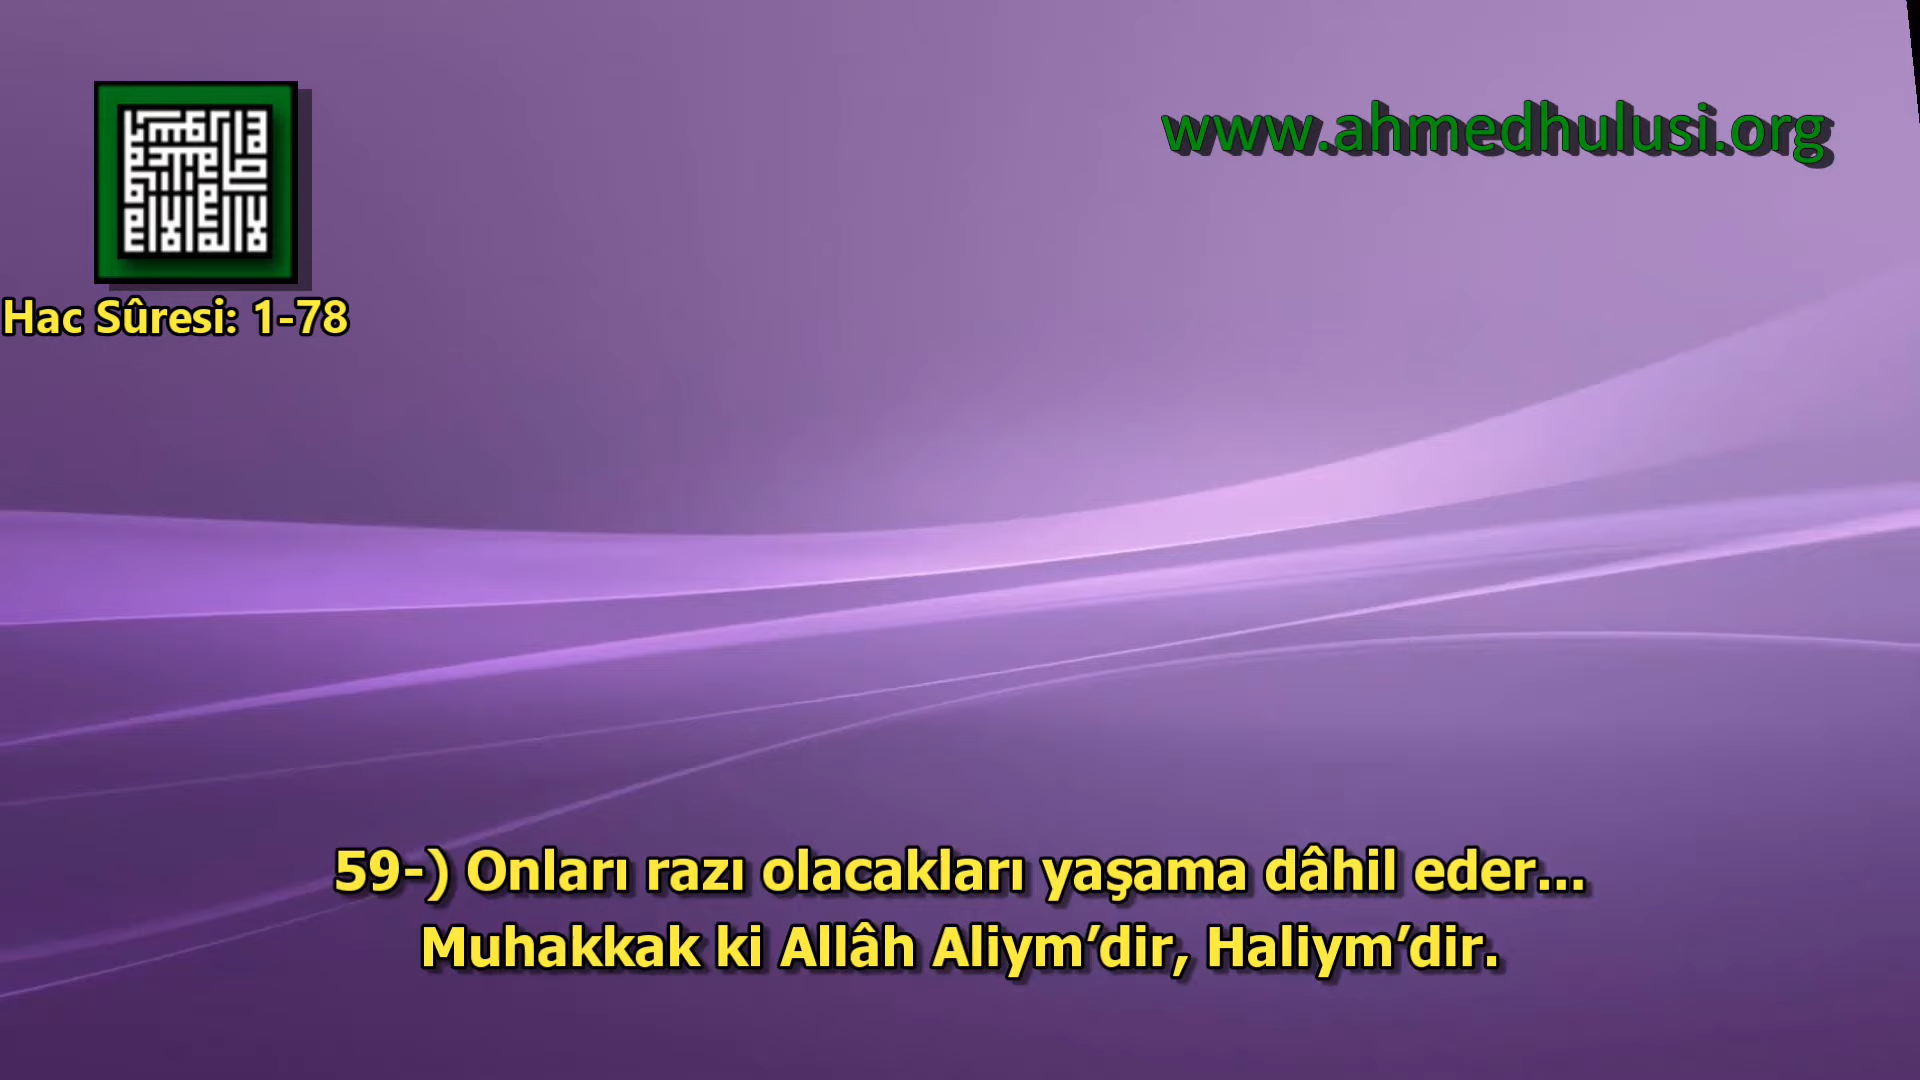 www.ahmedhulusi.org
Hac Sûresi: 1-78
59-) Onları razı olacakları yaşama dâhil eder...
Muhakkak ki Allâh Aliym’dir, Haliym’dir.